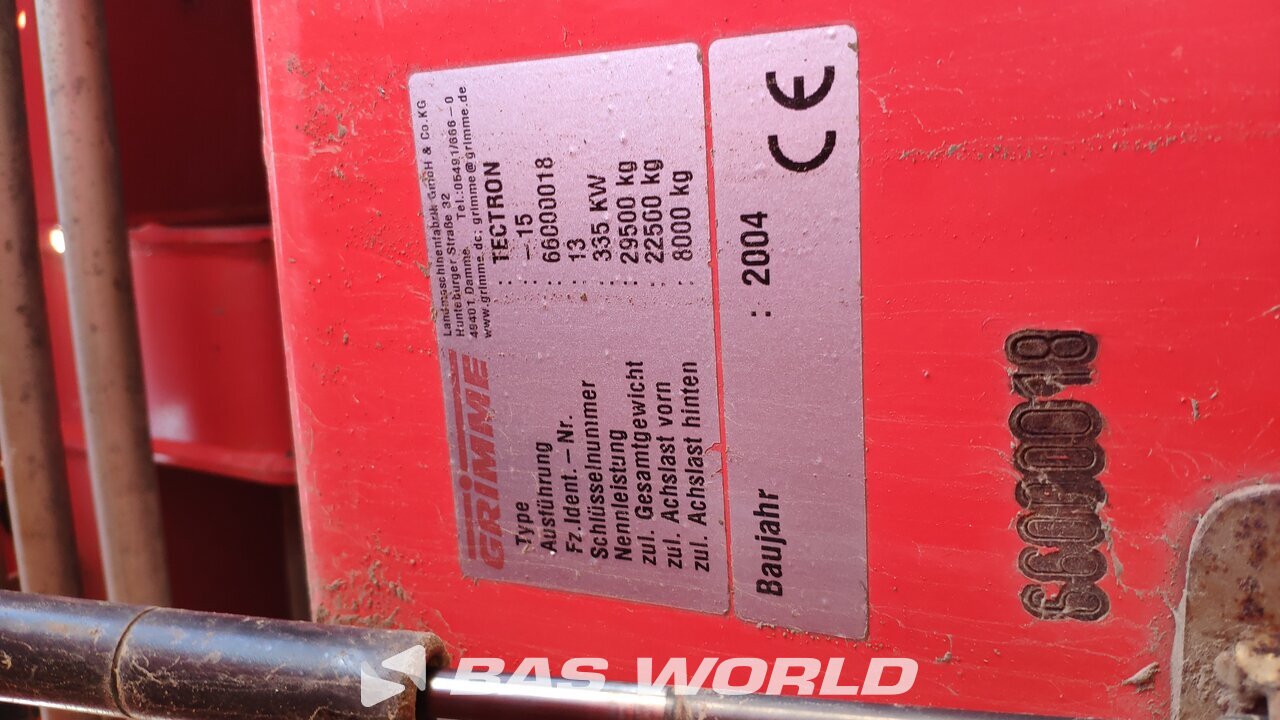 GRIMME
Landmaschinenfabrik GmbH & Co.KG
Hunteburger Straße 32
49401 Damme Tel.:05491/666-0
www.grimme.de; grimme@grimme.de
Type : TECTRON
Ausführung : -15
Fz.Ident.-Nr. : 66000018
Schlüsselnummer : 13
Nennleistung : 335 KW
zul. Gesamtgewicht : 29500 kg
zul. Achslast vorn : 22500 kg
zul. Achslast hinten : 8000 kg
Baujahr : 2004
CE
66000018
BAS WORLD